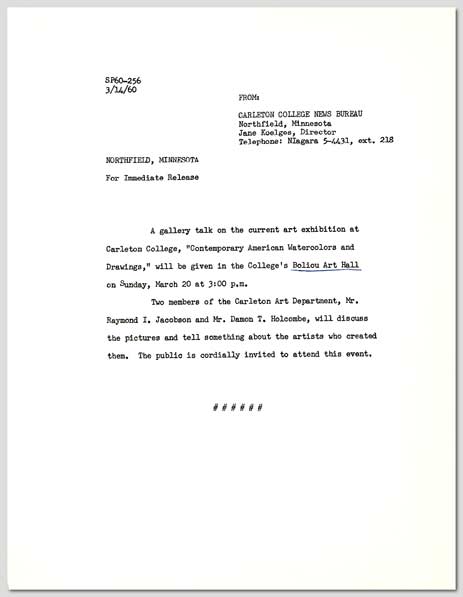 SP60-256
3/14/60
FROM:
CARLETON COLLEGE NEWS BUREAU
Northfield, Minnesota
Jane Koelges, Director
Telephone: NIagara 5-4431, ext. 218
NORTHFIELD, MINNESOTA
For Immediate Release
A gallery talk on the current art exhibition at
Carleton College, "Contemporary American Watercolors and
Drawings," will be given in the College's Boliou Art Hall
on Sunday, March 20 at 3:00 p.m.
Two members of the Carleton Art Department, Mr.
Raymond I. Jacobson and Mr. Damon T. Holcombe, will discuss
the pictures and tell something about the artists who created
them. The public is cordially invited to attend this event.
# # # # # #